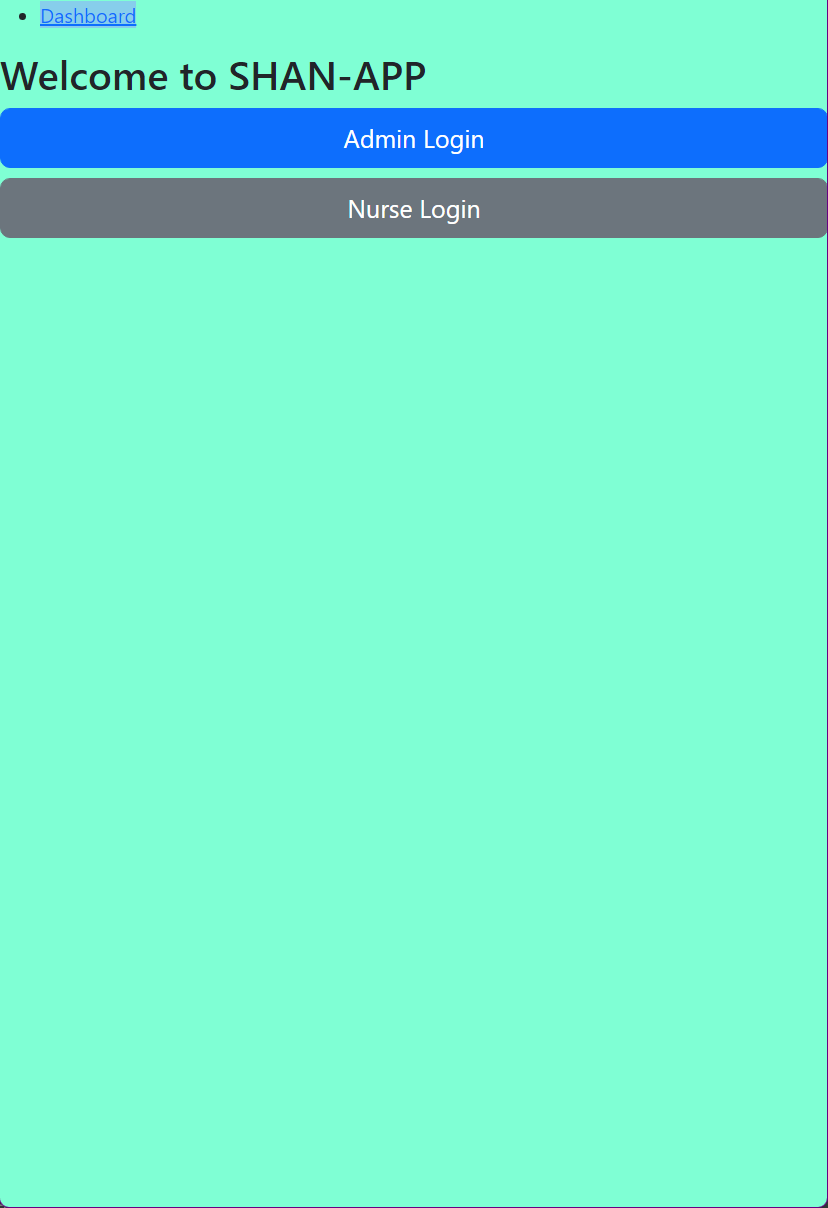 Dashboard
Welcome to SHAN-APP
Admin Login
Nurse Login